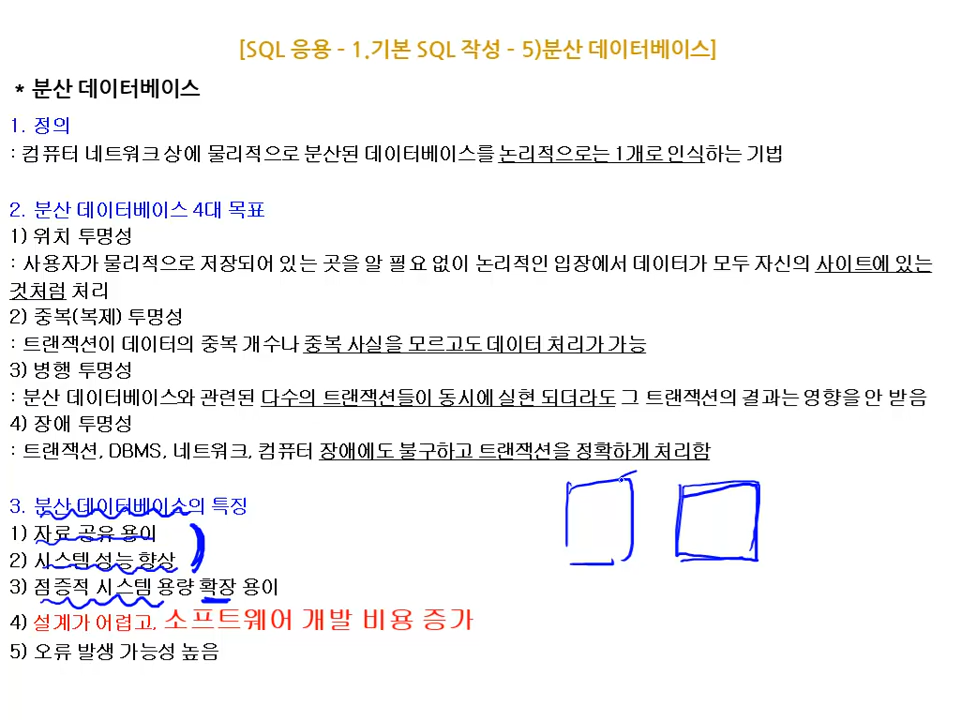 [SQL 응용 - 1.기본 SQL 작성 - 5)분산 데이터베이스]
* 분산 데이터베이스
1. 정의
: 컴퓨터 네트워크 상에 물리적으로 분산된 데이터베이스를 논리적으로는 1개로 인식하는 기법
2. 분산 데이터베이스 4대 목표
1) 위치 투명성
: 사용자가 물리적으로 저장되어 있는 곳을 알 필요 없이 논리적인 입장에서 데이터가 모두 자신의 사이트에 있는
것처럼 처리
2) 중복(복제) 투명성
: 트랜잭션이 데이터의 중복 개수나 중복 사실을 모르고도 데이터 처리가 가능
3) 병행 투명성
: 분산 데이터베이스와 관련된 다수의 트랜잭션들이 동시에 실현 되더라도 그 트랜잭션의 결과는 영향을 안 받음
4) 장애 투명성
: 트랜잭션, DBMS, 네트워크, 컴퓨터 장애에도 불구하고 트랜잭션을 정확하게 처리함
3. 분산 데이터베이스의 특징
1) 자료 공유 용이
2) 시스템 성능 향상
3) 점증적 시스템 용량 확장 용이
4) 설계가 어렵고, 소프트웨어 개발 비용 증가
5) 오류 발생 가능성 높음